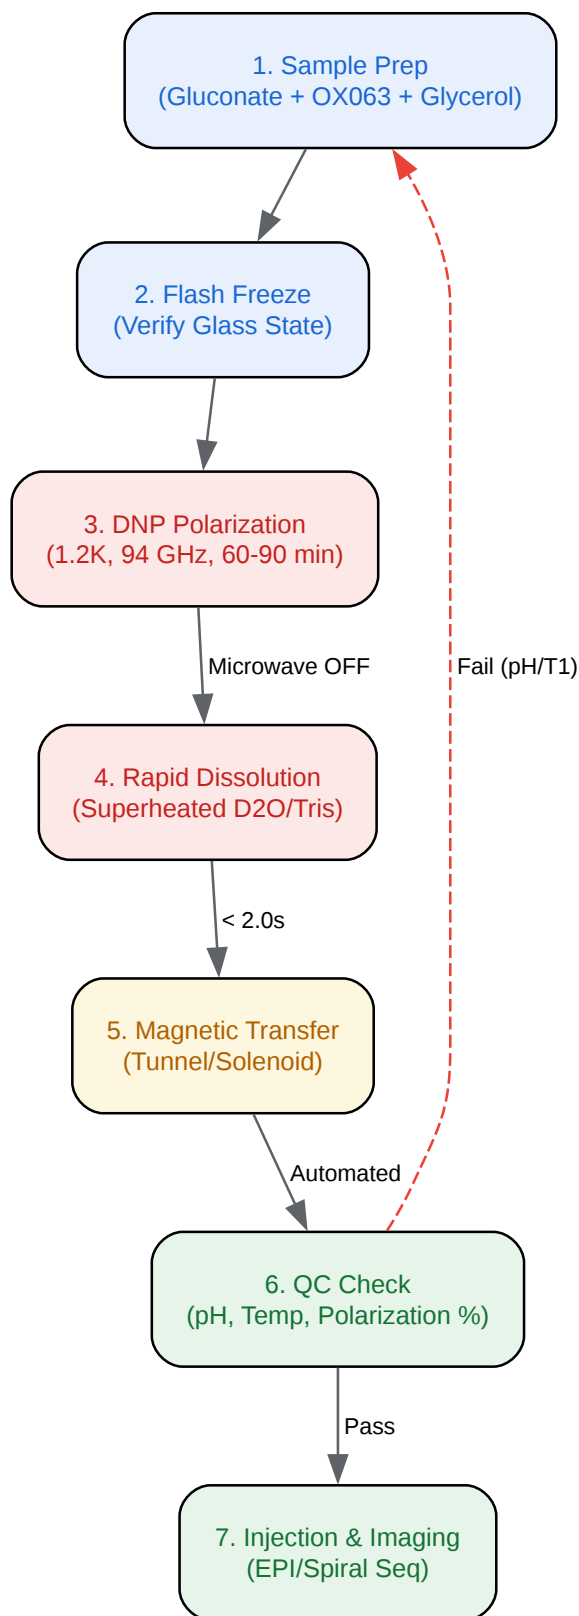 1. Sample Prep
(Gluconate + OX063 + Glycerol)
2. Flash Freeze
(Verify Glass State)
3. DNP Polarization
(1.2K, 94 GHz, 60-90 min)
Microwave OFF
Fail (pH/T1)
4. Rapid Dissolution
(Superheated D2O/Tris)
< 2.0s
5. Magnetic Transfer
(Tunnel/Solenoid)
Automated
6. QC Check
(pH, Temp, Polarization %)
Pass
7. Injection & Imaging
(EPI/Spiral Seq)